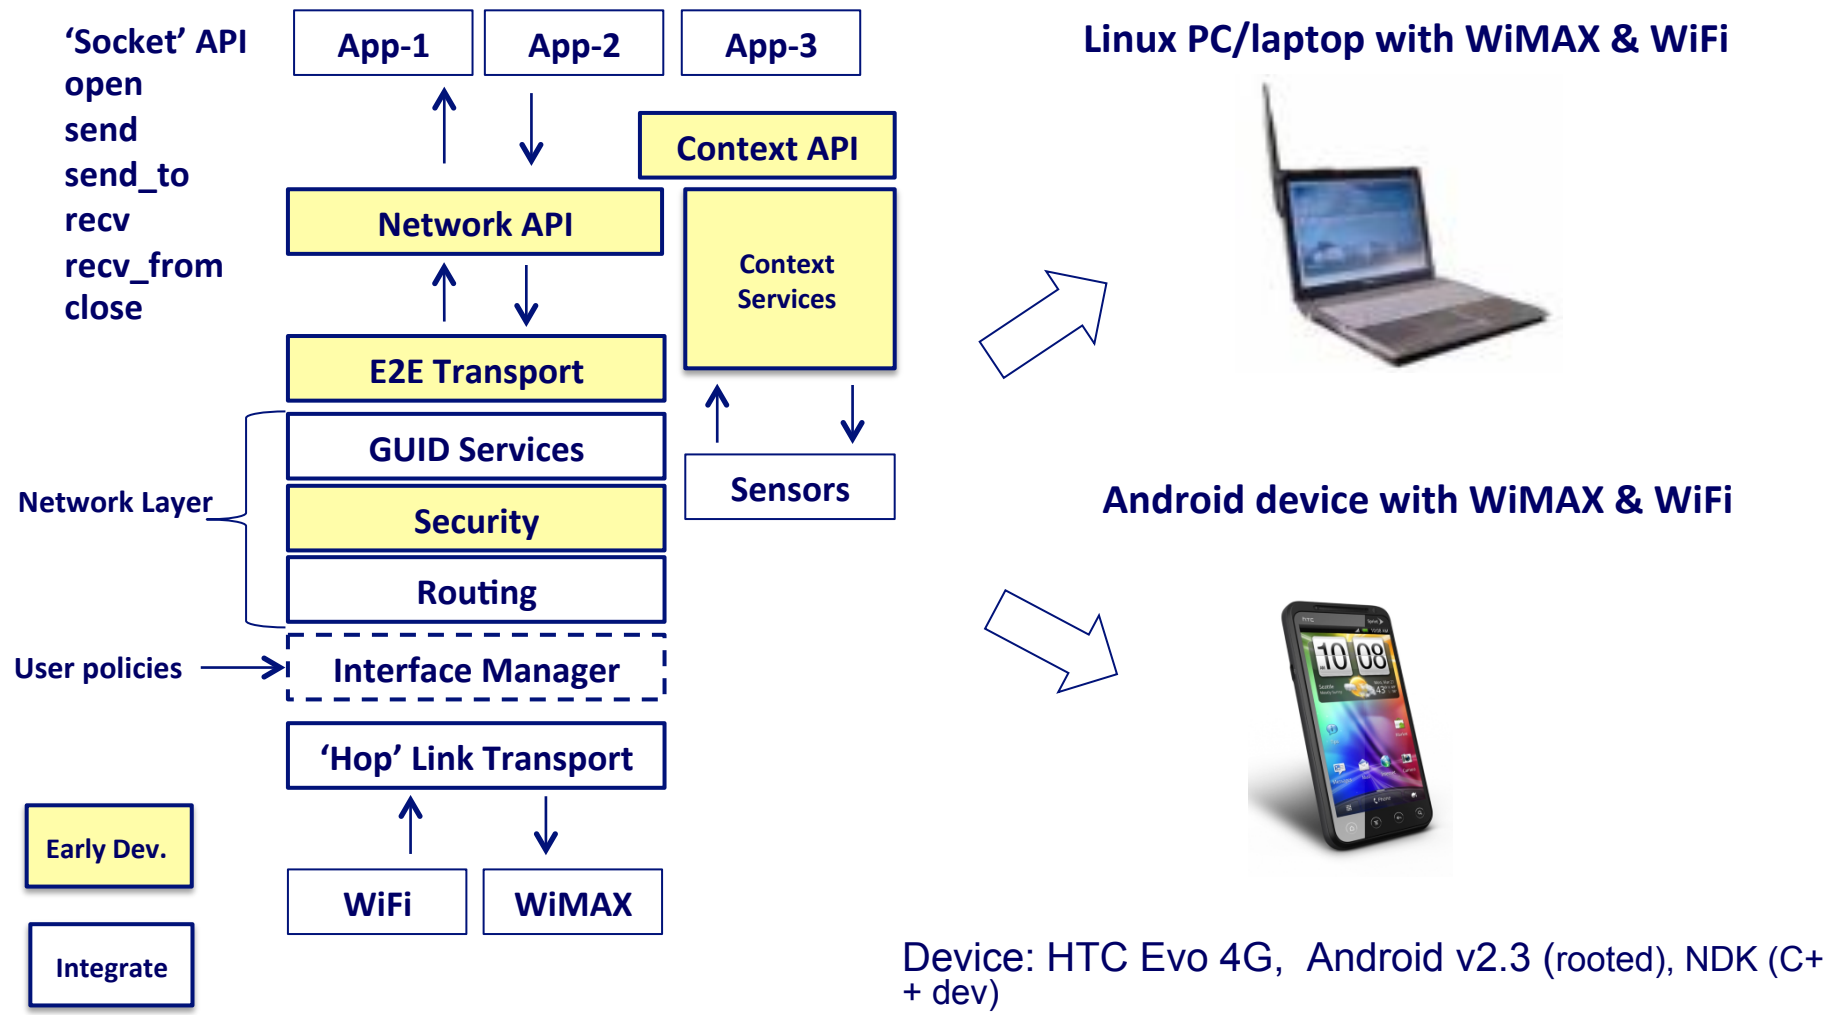 ‘Socket’ API
open
send
send_to
recv
recv_from
close
App-1
App-2
App-3
Context API
Network API
Context
Services
E2E Transport
GUID Services
Network Layer
Security
Sensors
Routing
User policies
Interface Manager
‘Hop’ Link Transport
WiFi
WiMAX
Early Dev.
Integrate
Linux PC/laptop with WiMAX & WiFi
Android device with WiMAX & WiFi
10 08
43°
Device: HTC Evo 4G, Android v2.3 (rooted), NDK (C+
+ dev)